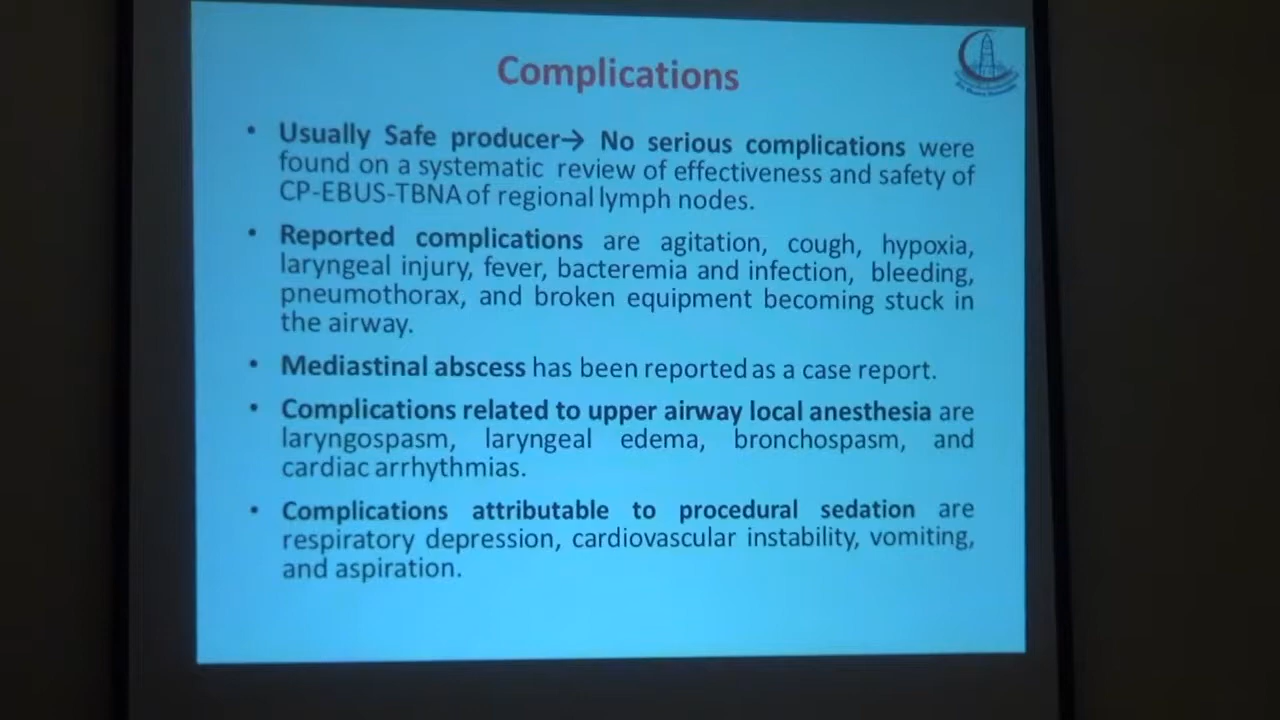 Complications
• Usually Safe producer→ No serious complications were
found on a systematic review of effectiveness and safety of
CP-EBUS-TBNA of regional lymph nodes.
• Reported complications are agitation, cough, hypoxia,
laryngeal injury, fever, bacteremia and infection, bleeding,
pneumothorax, and broken equipment becoming stuck in
the airway.
• Mediastinal abscess has been reported as a case report.
• Complications related to upper airway local anesthesia are
laryngospasm, laryngeal edema, bronchospasm, and
cardiac arrhythmias.
• Complications attributable to procedural sedation are
respiratory depression, cardiovascular instability, vomiting,
and aspiration.